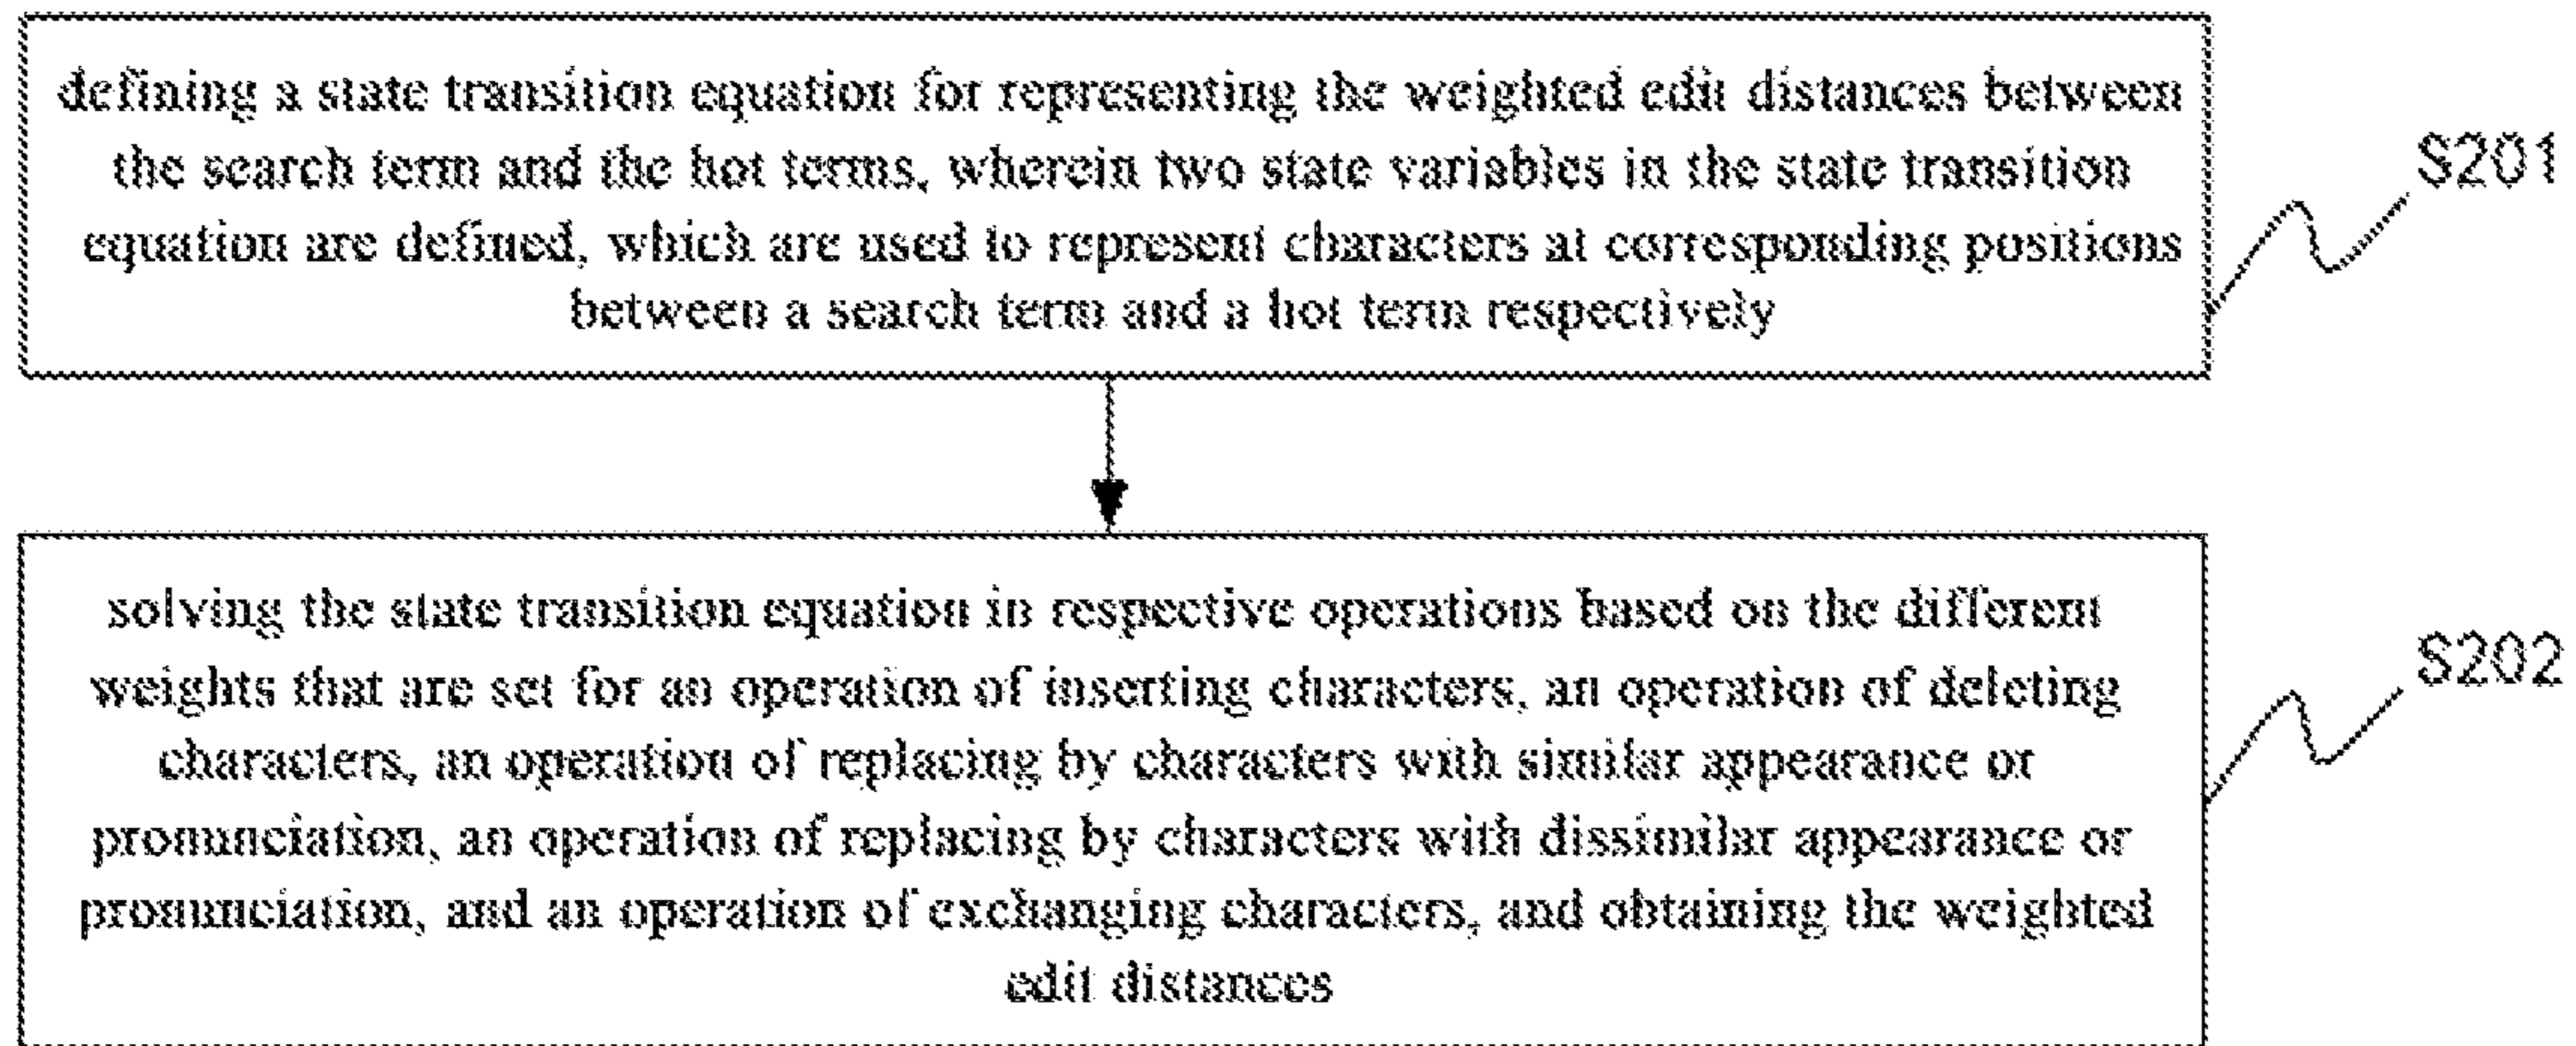 defining a state transition equation for representing the weighted edit distances between
the search term and the hot terms, wherein two state variables in the state transition
equation are defined, which are used to represent characters at corresponding positions
between a search term and a hot term respectively
S201
solving the state transition equation in respective operations based on the different
weights that are set for an operation of inserting characters, an operation of deleting
characters, an operation of replacing by characters with similar appearance or
pronunciation, an operation of replacing by characters with dissimilar appearance or
pronunciation, and an operation of exchanging characters, and obtaining the weighted
edit distances
S202